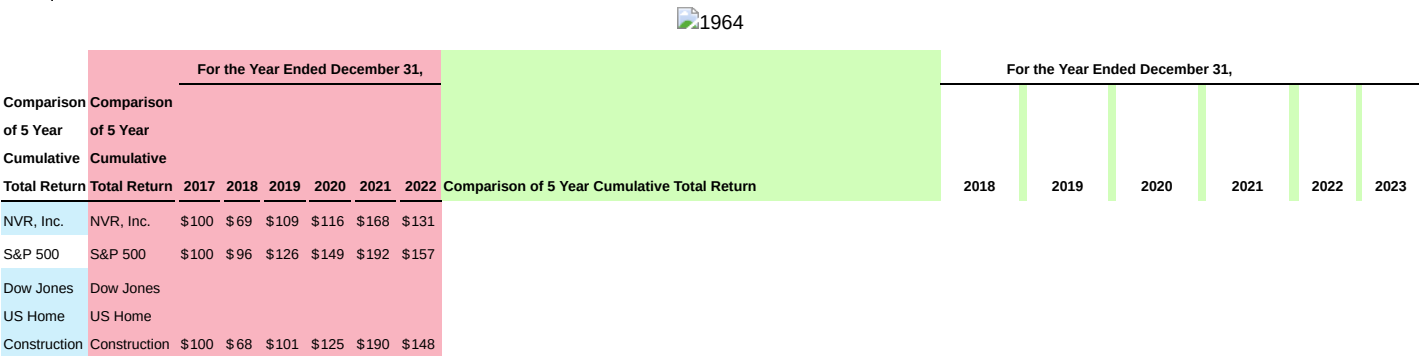 1964
For the Year Ended December 31, For the Year Ended December 31,
Comparison Comparison
of 5 Year of 5 Year
Cumulative Cumulative
Total Return Total Return 2017 2018 2019 2020 2021 2022 Comparison of 5 Year Cumulative Total Return 2018 2019 2020 2021 2022 2023
NVR, Inc. NVR, Inc. $100 $69 $109 $116 $168 $131
S&P 500 S&P 500 $100 $96 $126 $149 $192 $157
Dow Jones Dow Jones
US Home US Home
Construction Construction $100 $68 $101 $125 $190 $148